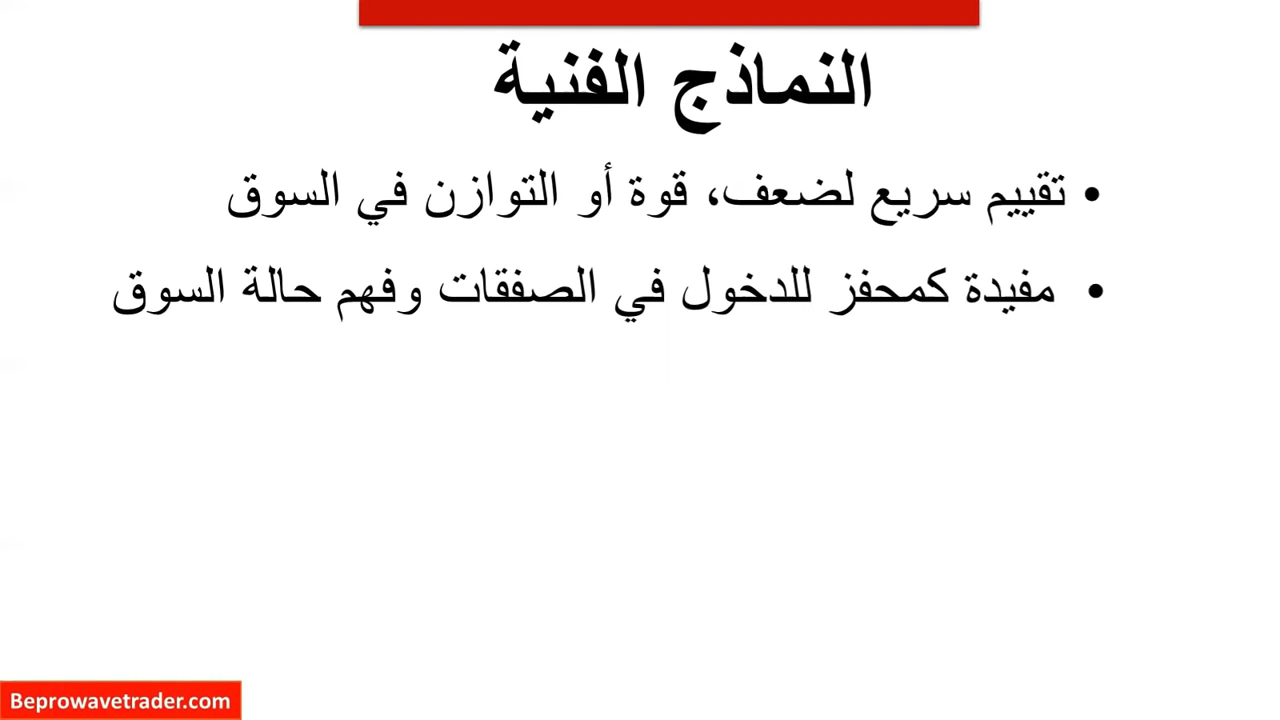 النماذج الفنية
• تقييم سريع لضعف، قوة أو التوازن في السوق
• مفيدة كمحفز للدخول في الصفقات وفهم حالة السوق
Beprowavetrader.com